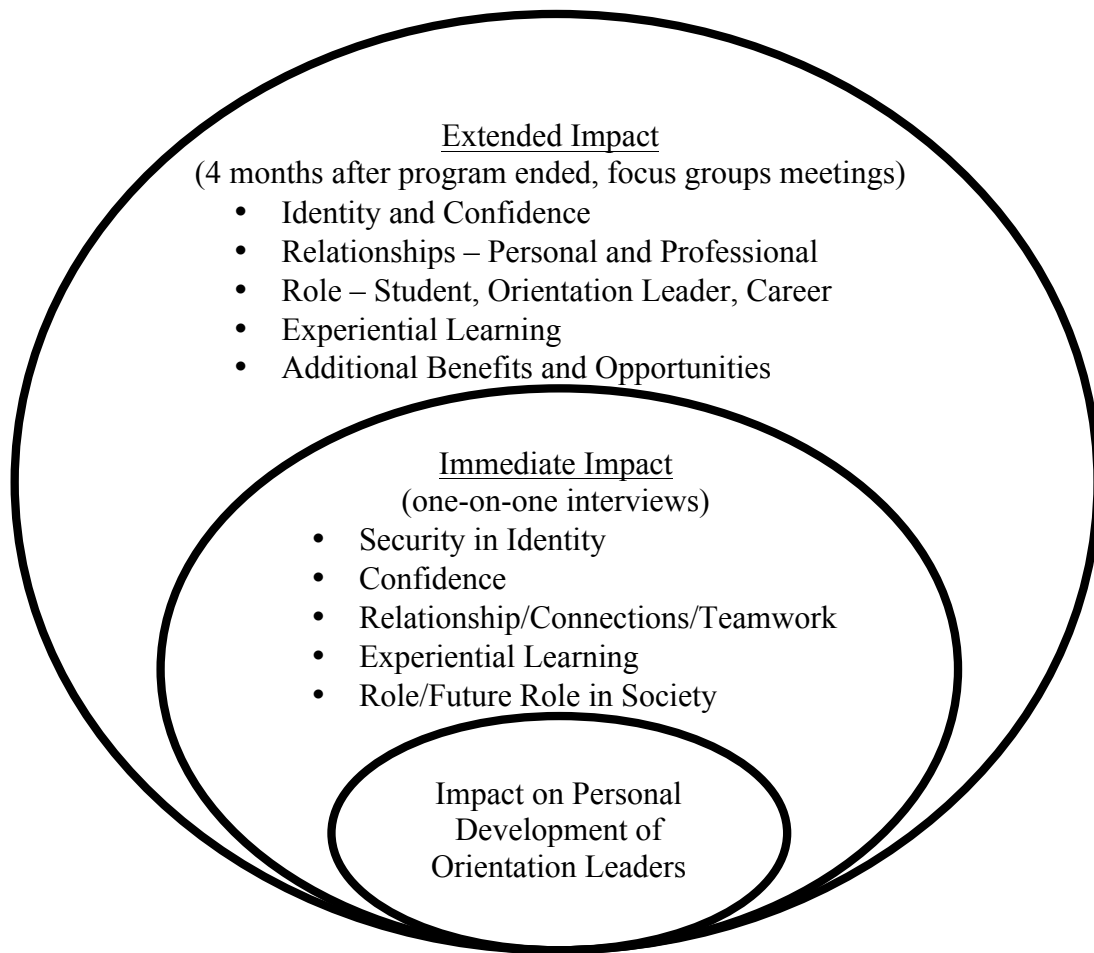 Extended Impact
(4 months after program ended, focus groups meetings)
• Identity and Confidence
• Relationships – Personal and Professional
• Role – Student, Orientation Leader, Career
• Experiential Learning
• Additional Benefits and Opportunities
Immediate Impact
(one-on-one interviews)
• Security in Identity
• Confidence
• Relationship/Connections/Teamwork
• Experiential Learning
• Role/Future Role in Society
Impact on Personal
Development of
Orientation Leaders